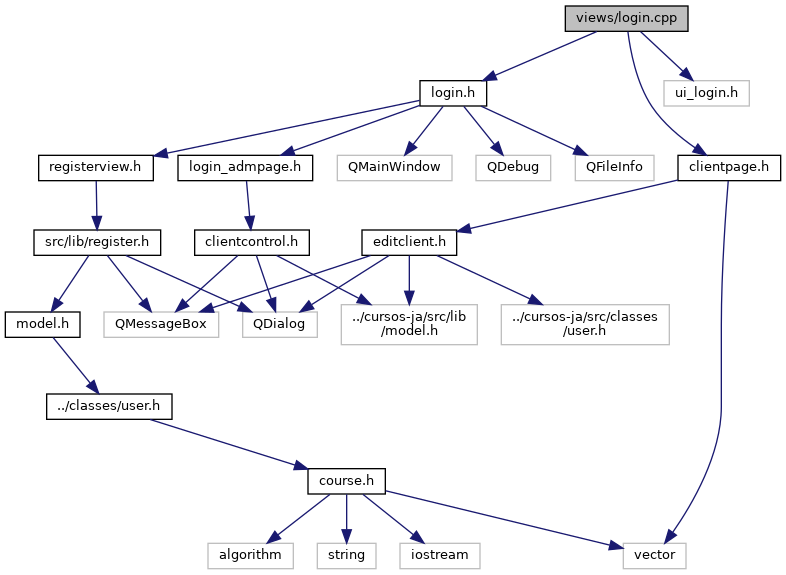 views/login.cpp
login.h
ui_login.h
registerview.h
login_admpage.h
QMainWindow
QDebug
QFileInfo
clientpage.h
src/lib/register.h
clientcontrol.h
editclient.h
model.h
QMessageBox
QDialog
../cursos-ja/src/lib
/model.h
../cursos-ja/src/classes
/user.h
../classes/user.h
course.h
algorithm
string
iostream
vector